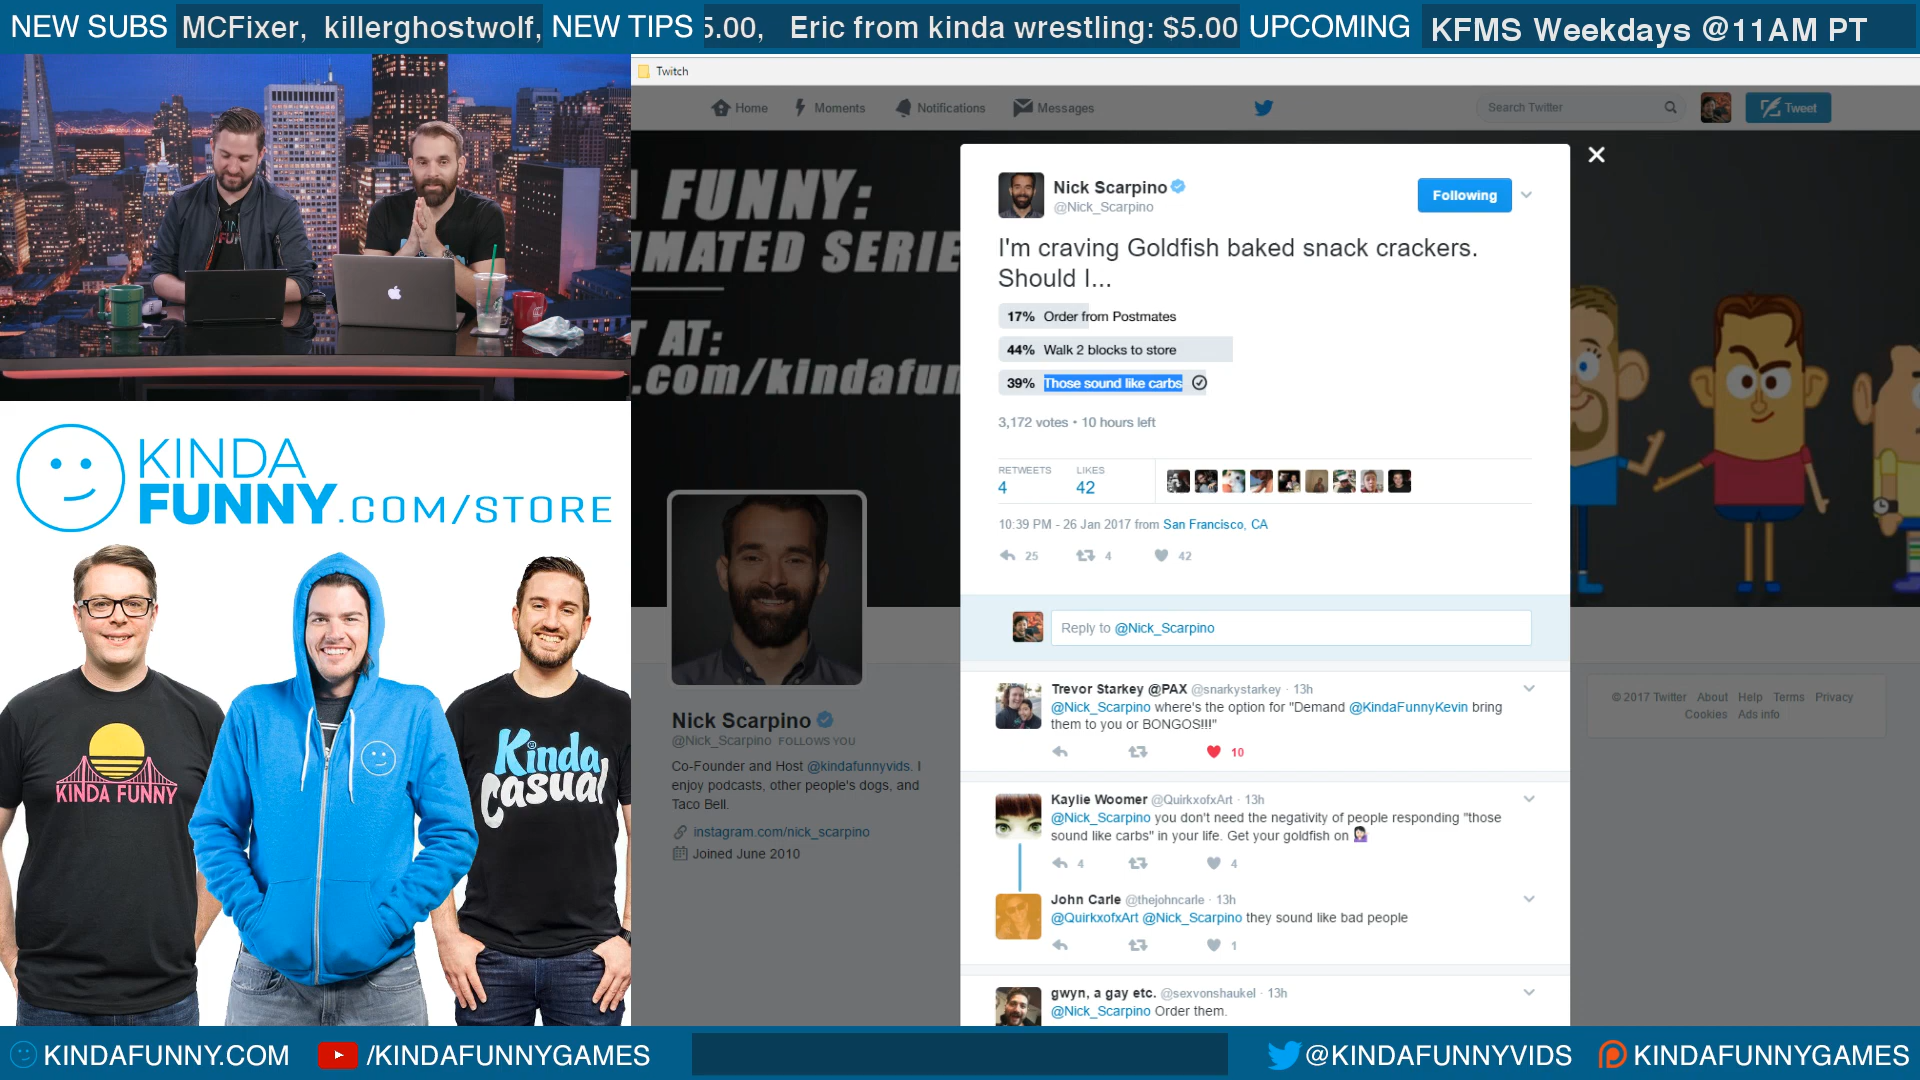 NEW SUBS MCFixer, killerghostwolf, NEW TIPS 5.00, Eric from kinda wrestling: $5.00 UPCOMING KFMS Weekdays @11AM PT
Twitch
Home Moments Notifications Messages Search Twitter Tweet
FUNNY:
MATED SERIE
AT:
.com/kindafun
Nick Scarpino
@Nick_Scarpino
Following
I'm craving Goldfish baked snack crackers.
Should I...
17% Order from Postmates
44% Walk 2 blocks to store
39% Those sound like carbs
3,172 votes • 10 hours left
RETWEETS LIKES
4 42
10:39 PM - 26 Jan 2017 from San Francisco, CA
25 4 42
Reply to @Nick_Scarpino
Trevor Starkey @PAX @snarkystarkey · 13h
@Nick_Scarpino where's the option for "Demand @KindaFunnyKevin bring
them to you or BONGOS!!!"
10
Kaylie Woomer @QuirkxofxArt · 13h
@Nick_Scarpino you don't need the negativity of people responding "those
sound like carbs" in your life. Get your goldfish on
4 4
John Carle @thejohncarle · 13h
@QuirkxofxArt @Nick_Scarpino they sound like bad people
1
gwyn, a gay etc. @sexvonshaukel · 13h
@Nick_Scarpino Order them.
Nick Scarpino
@Nick_Scarpino FOLLOWS YOU
Co-Founder and Host @kindafunnyvids. I
enjoy podcasts, other people's dogs, and
Taco Bell.
instagram.com/nick_scarpino
Joined June 2010
© 2017 Twitter About Help Terms Privacy
Cookies Ads info
KINDA
FUNNY.COM/STORE
KINDA FUNNY
Kinda
Casual
KINDAFUNNY.COM /KINDAFUNNYGAMES @KINDAFUNNYVIDS KINDAFUNNYGAMES